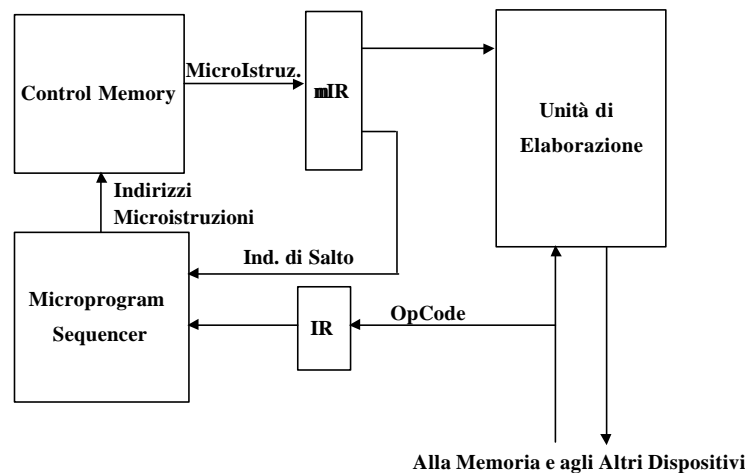 MicroIstruz.
Control Memory
mIR
Unità di
Elaborazione
Indirizzi
Microistruzioni
Ind. di Salto
Microprogram
Sequencer
IR
OpCode
Alla Memoria e agli Altri Dispositivi